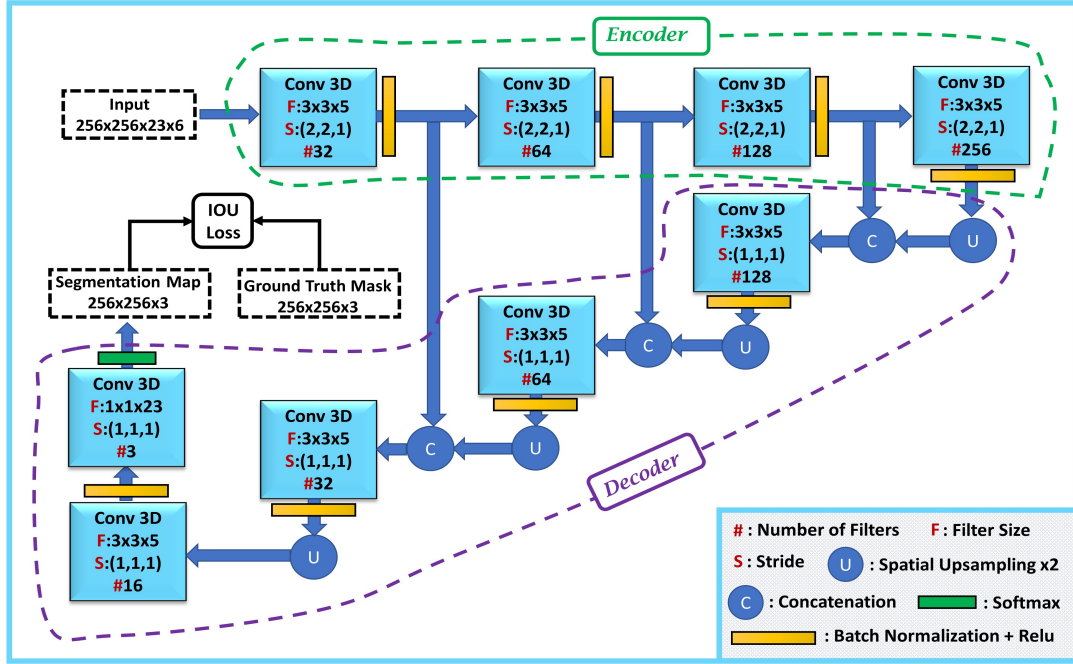 Encoder
Input
256x256x23x6
Conv 3D
F:3x3x5
S:(2,2,1)
#32
Conv 3D
F:3x3x5
S:(2,2,1)
#64
Conv 3D
F:3x3x5
S:(2,2,1)
#128
Conv 3D
F:3x3x5
S:(2,2,1)
#256
IOU
Loss
Segmentation Map
256x256x3
Ground Truth Mask
256x256x3
Conv 3D
F:3x3x5
S:(1,1,1)
#128
C
U
Conv 3D
F:3x3x5
S:(1,1,1)
#64
C
U
Conv 3D
F:1x1x23
S:(1,1,1)
#3
Conv 3D
F:3x3x5
S:(1,1,1)
#32
C
U
Decoder
Conv 3D
F:3x3x5
S:(1,1,1)
#16
U
# : Number of Filters
F : Filter Size
S : Stride
U : Spatial Upsampling x2
C : Concatenation
: Softmax
: Batch Normalization + Relu